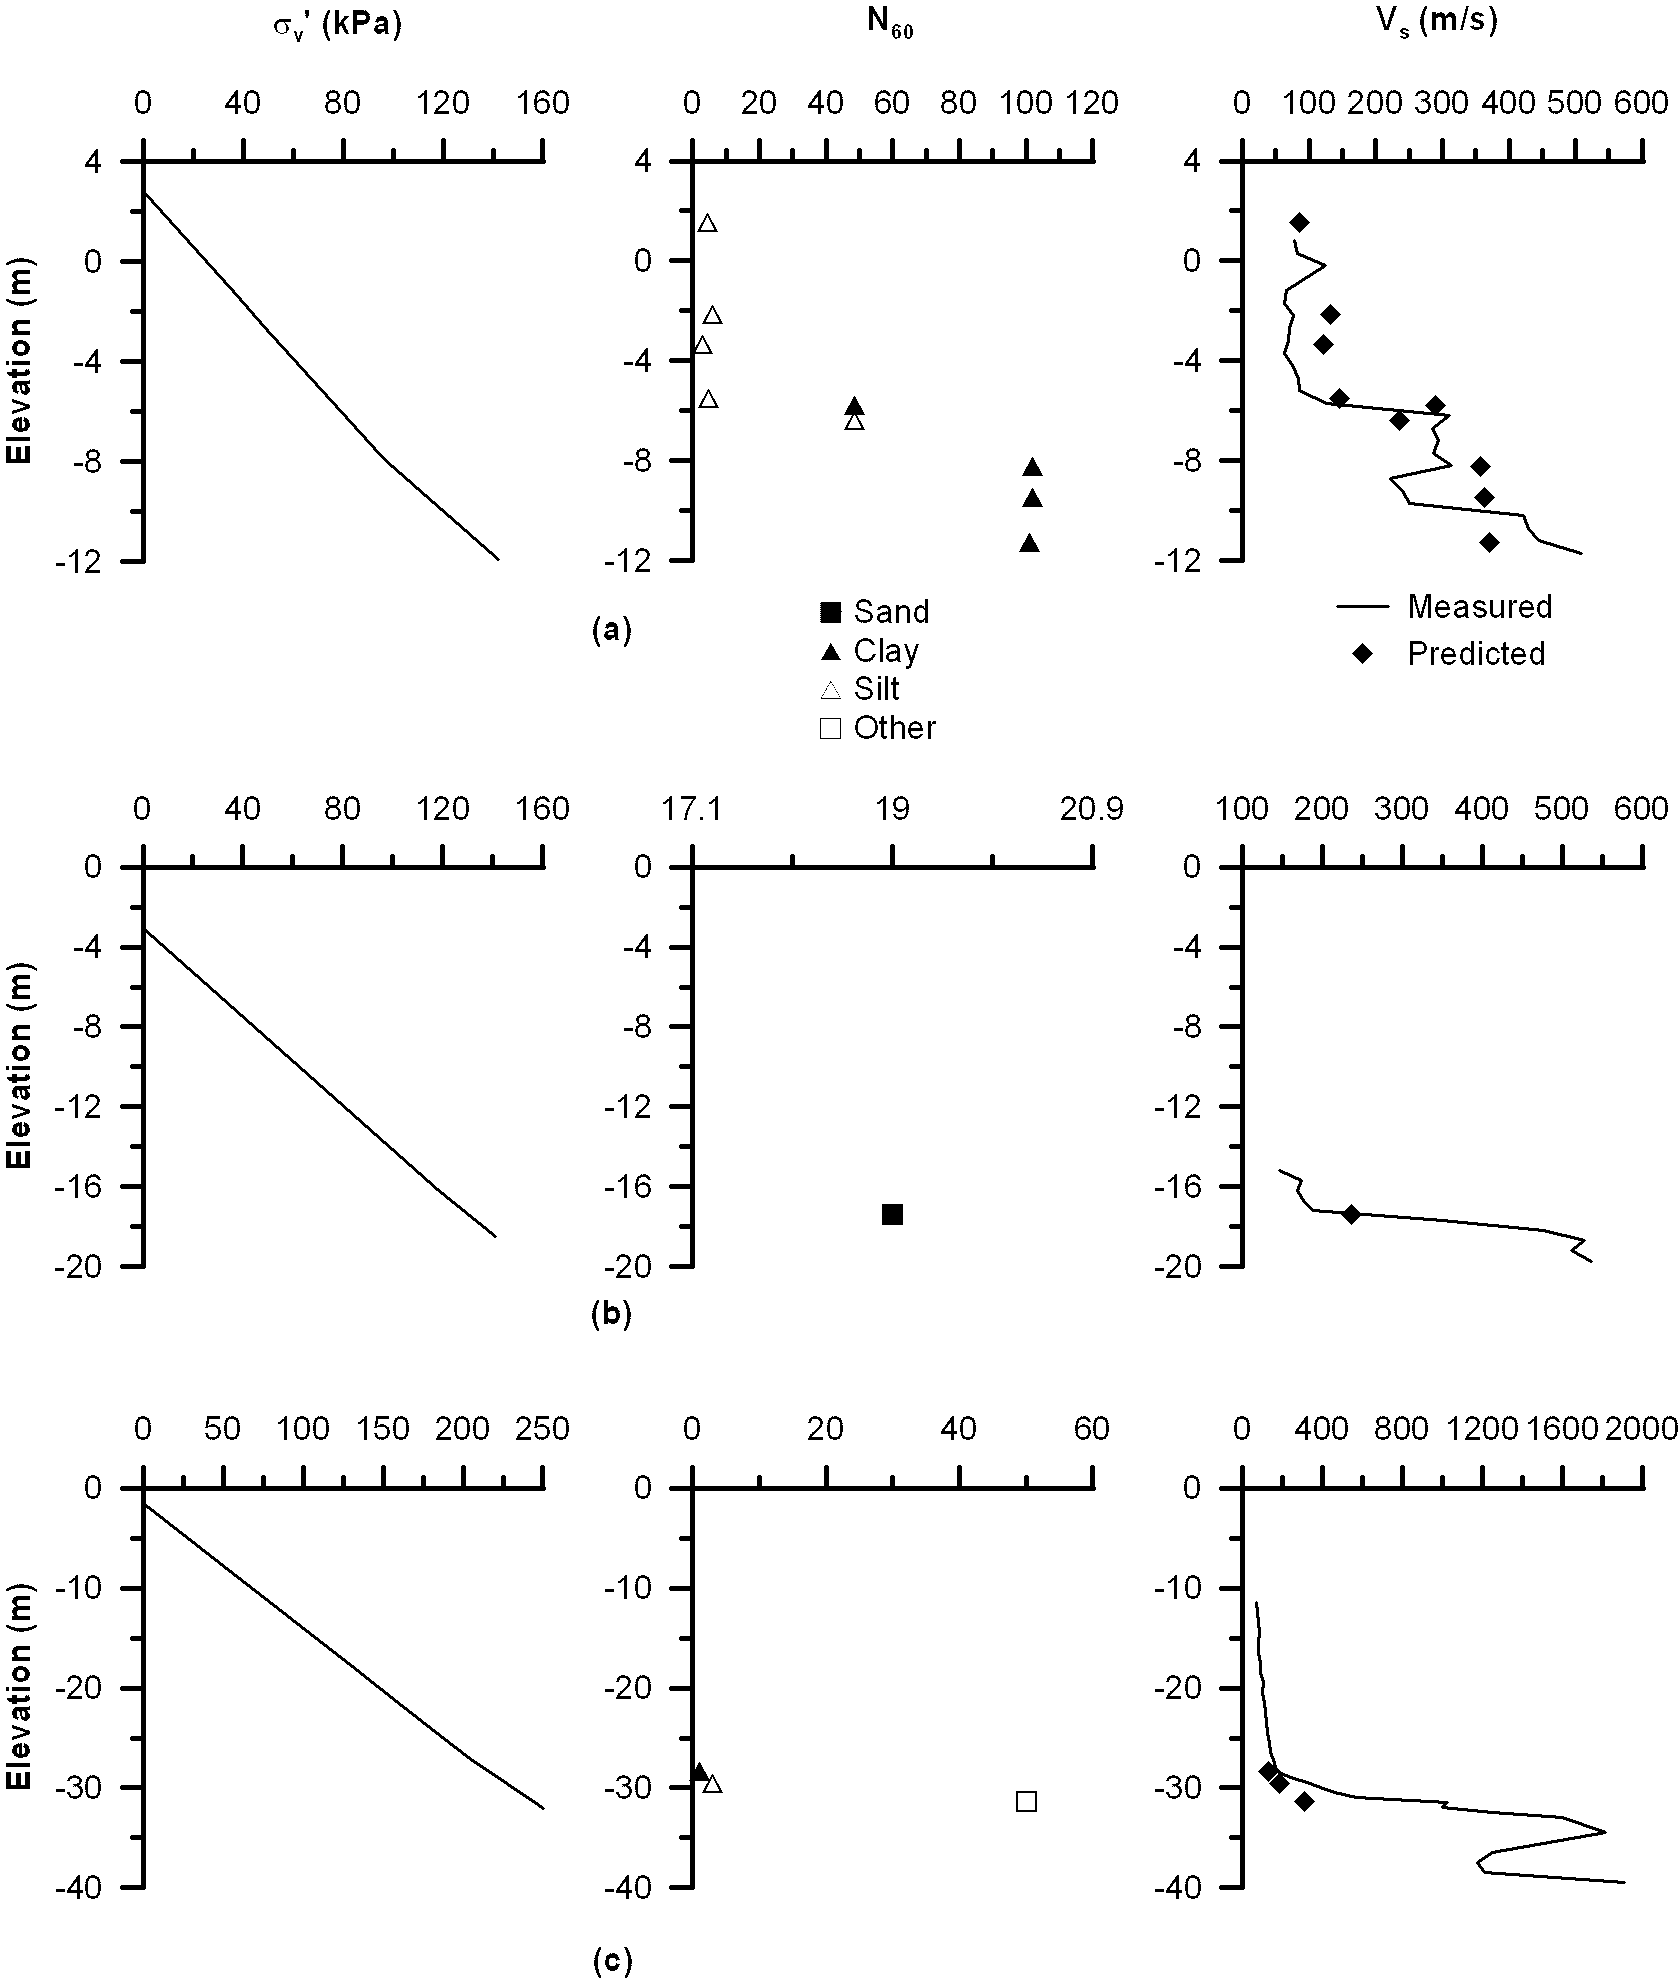 σv' (kPa) N60 Vs (m/s)
0 40 80 120 160 0 20 40 60 80 100 120 0 100 200 300 400 500 600
4 4 4
0 0 0
-4 -4 -4
-8 -8 -8
-12 -12 -12
Elevation (m)
(a)
Sand
Clay
Silt
Other
Measured
Predicted
0 40 80 120 160 17.1 19 20.9 100 200 300 400 500 600
0 0 0
-4 -4 -4
-8 -8 -8
-12 -12 -12
-16 -16 -16
-20 -20 -20
Elevation (m)
(b)
0 50 100 150 200 250 0 20 40 60 0 400 800 1200 1600 2000
0 0 0
-10 -10 -10
-20 -20 -20
-30 -30 -30
-40 -40 -40
Elevation (m)
(c)